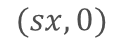 (sx, 0)